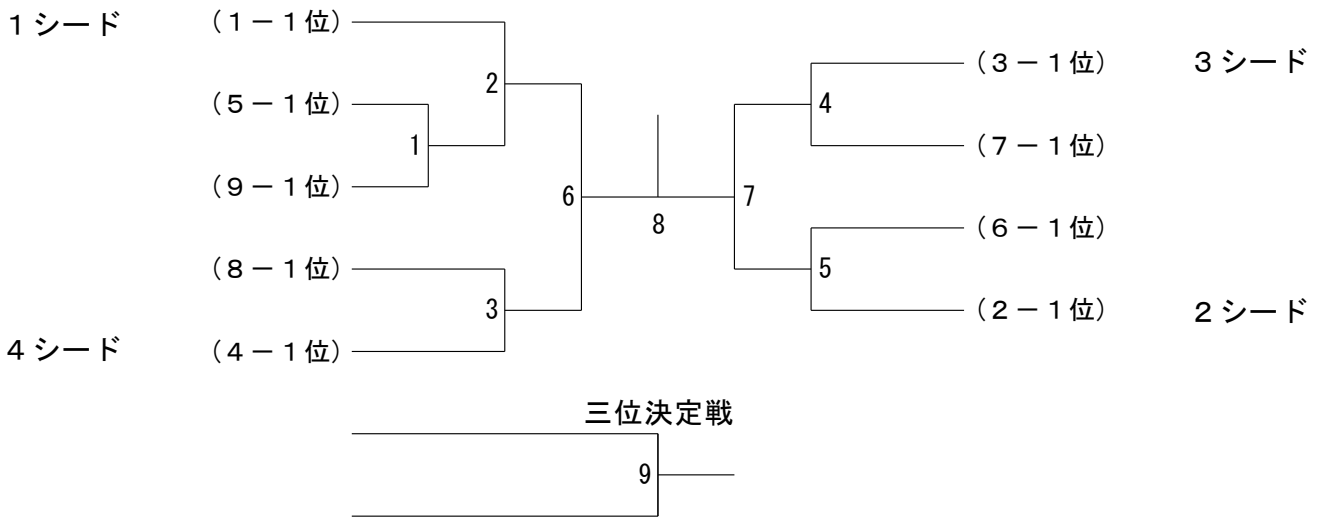 1シード （1－1位）
（3－1位） 3シード
2
（5－1位）
4
1
（7－1位）
（9－1位）
6
7
8
（6－1位）
（8－1位）
5
3
（2－1位） 2シード
4シード （4－1位）
三位決定戦
9